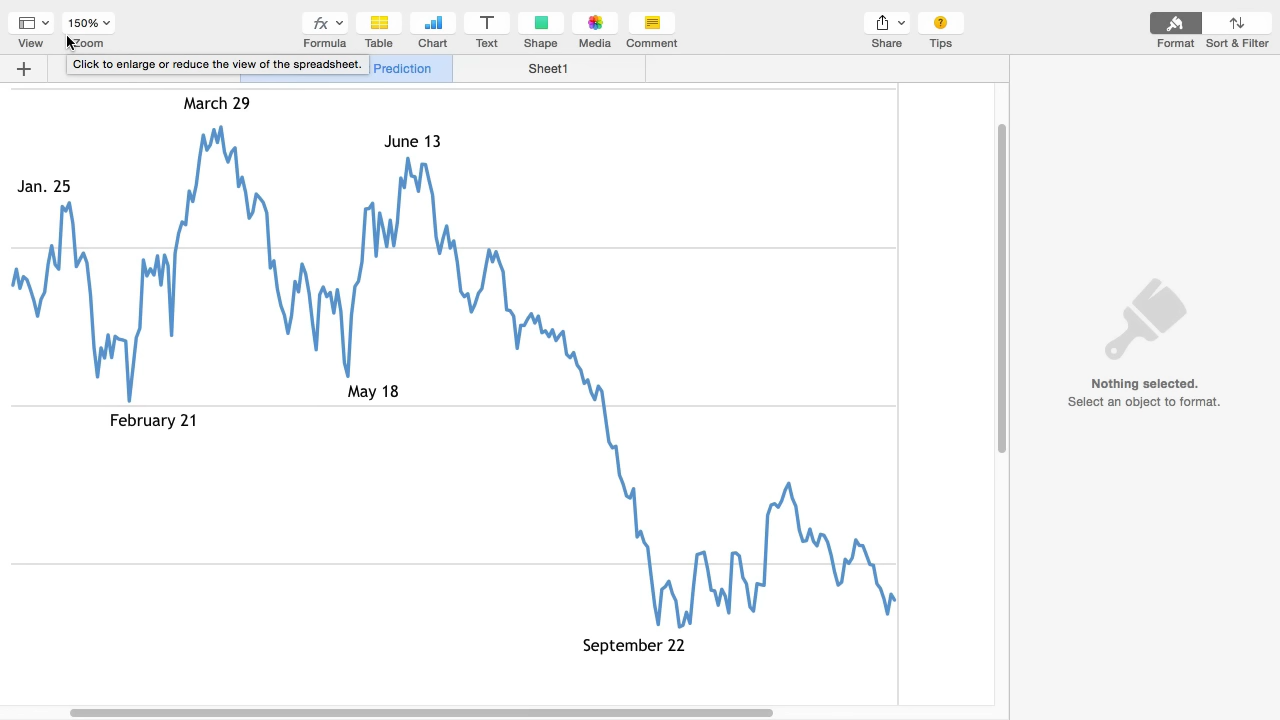 150%
View
Zoom
Formula
Table
Chart
Text
Shape
Media
Comment
Share
Tips
Format
Sort & Filter
Click to enlarge or reduce the view of the spreadsheet.
Prediction
Sheet1
March 29
June 13
Jan. 25
May 18
February 21
September 22
Nothing selected.
Select an object to format.